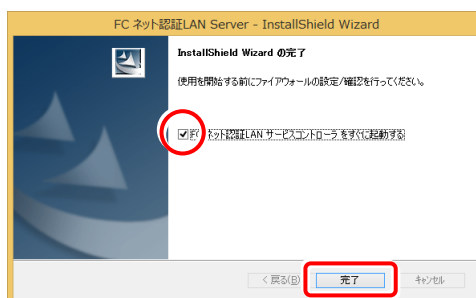 FC ネット認証LAN Server - InstallShield Wizard
InstallShield Wizard の完了
使用を開始する前にファイアウォールの設定/確認を行ってください。
FC ネット認証LAN サービスコントローラ をすぐに起動する
< 戻る(B)
完了
キャンセル